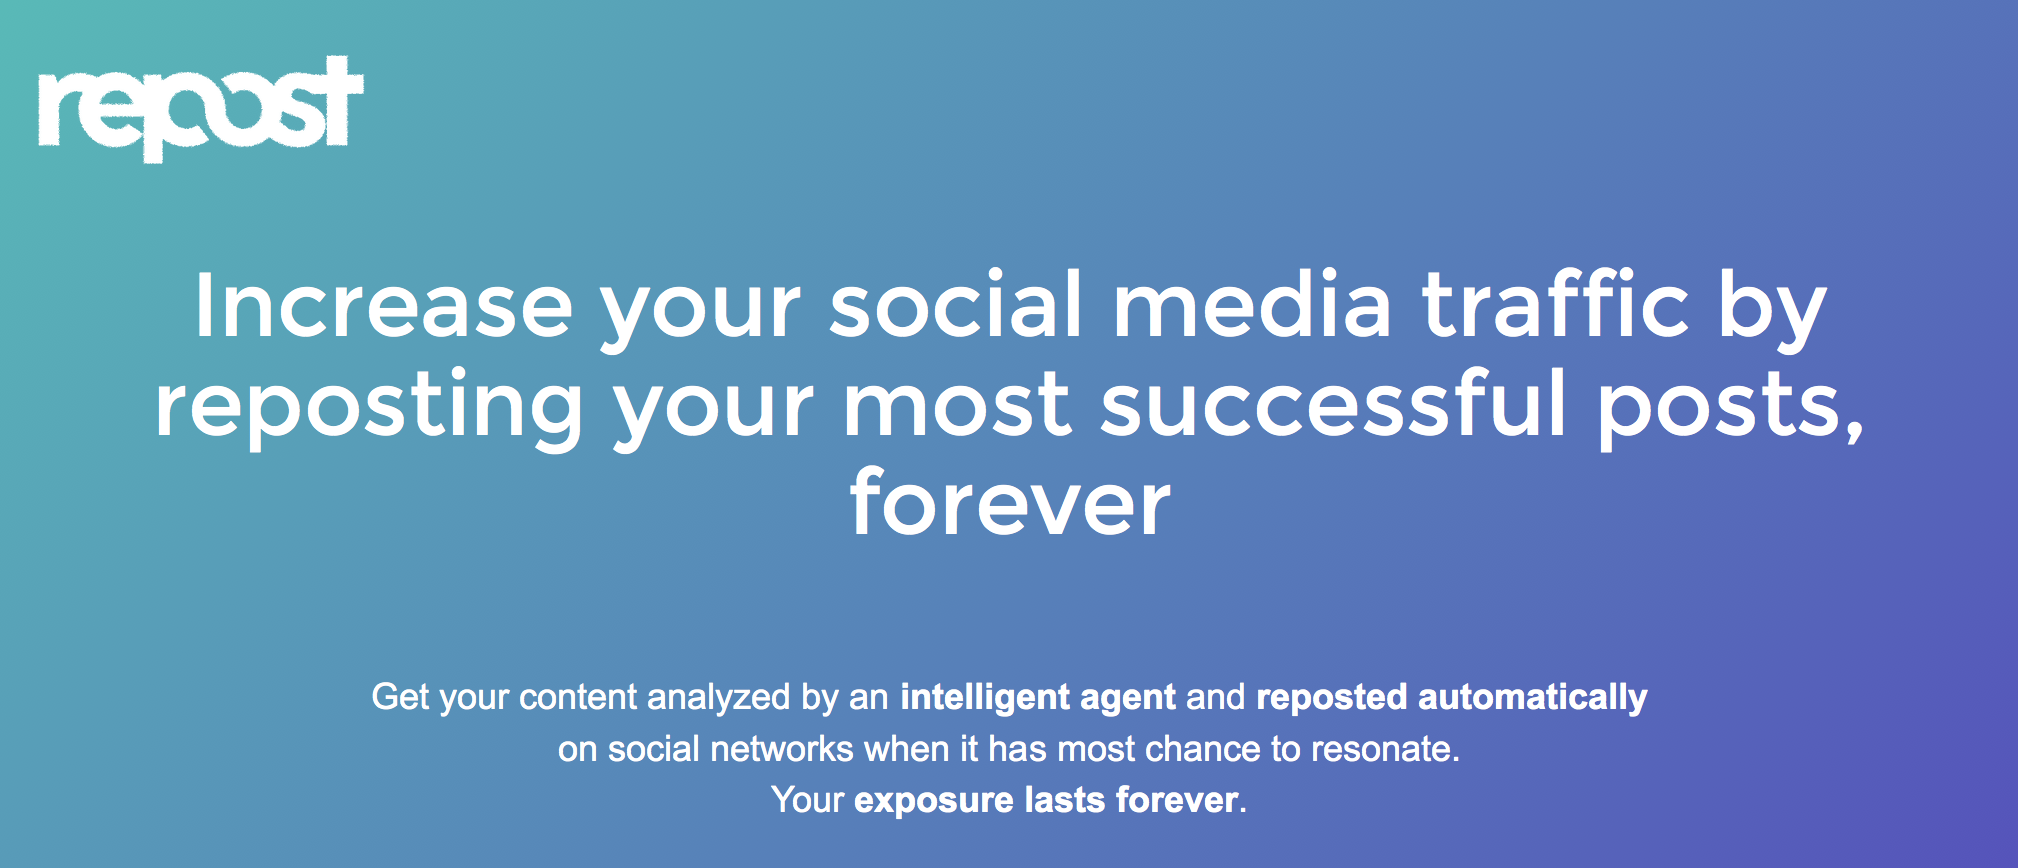 repost
Increase your social media traffic by
reposting your most successful posts,
forever
Get your content analyzed by an intelligent agent and reposted automatically
on social networks when it has most chance to resonate.
Your exposure lasts forever.